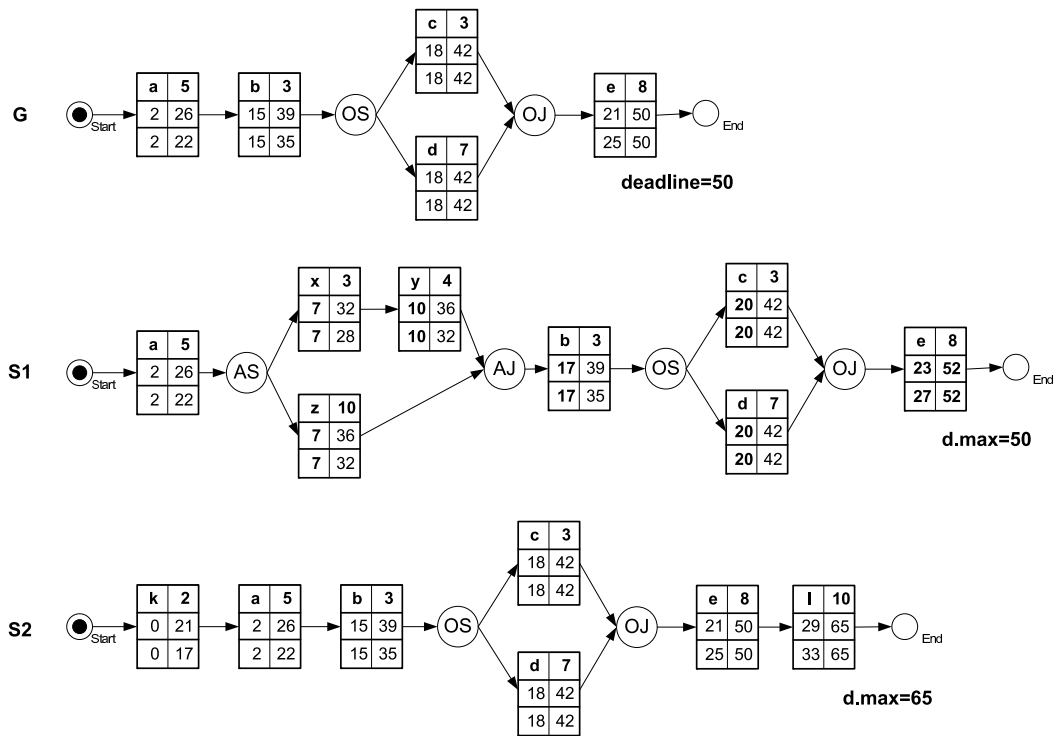 G
Start
a 5
2 26
2 22
b 3
15 39
15 35
OS
c 3
18 42
18 42
d 7
18 42
18 42
OJ
e 8
21 50
25 50
End
deadline=50
S1
Start
a 5
2 26
2 22
AS
x 3
7 32
7 28
y 4
10 36
10 32
z 10
7 36
7 32
AJ
b 3
17 39
17 35
OS
c 3
20 42
20 42
d 7
20 42
20 42
OJ
e 8
23 52
27 52
End
d.max=50
S2
Start
k 2
0 21
0 17
a 5
2 26
2 22
b 3
15 39
15 35
OS
c 3
18 42
18 42
d 7
18 42
18 42
OJ
e 8
21 50
25 50
l 10
29 65
33 65
End
d.max=65